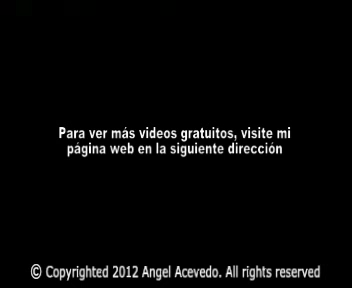 Para ver más videos gratuitos, visite mi
página web en la siguiente dirección
© Copyrighted 2012 Angel Acevedo. All rights reserved